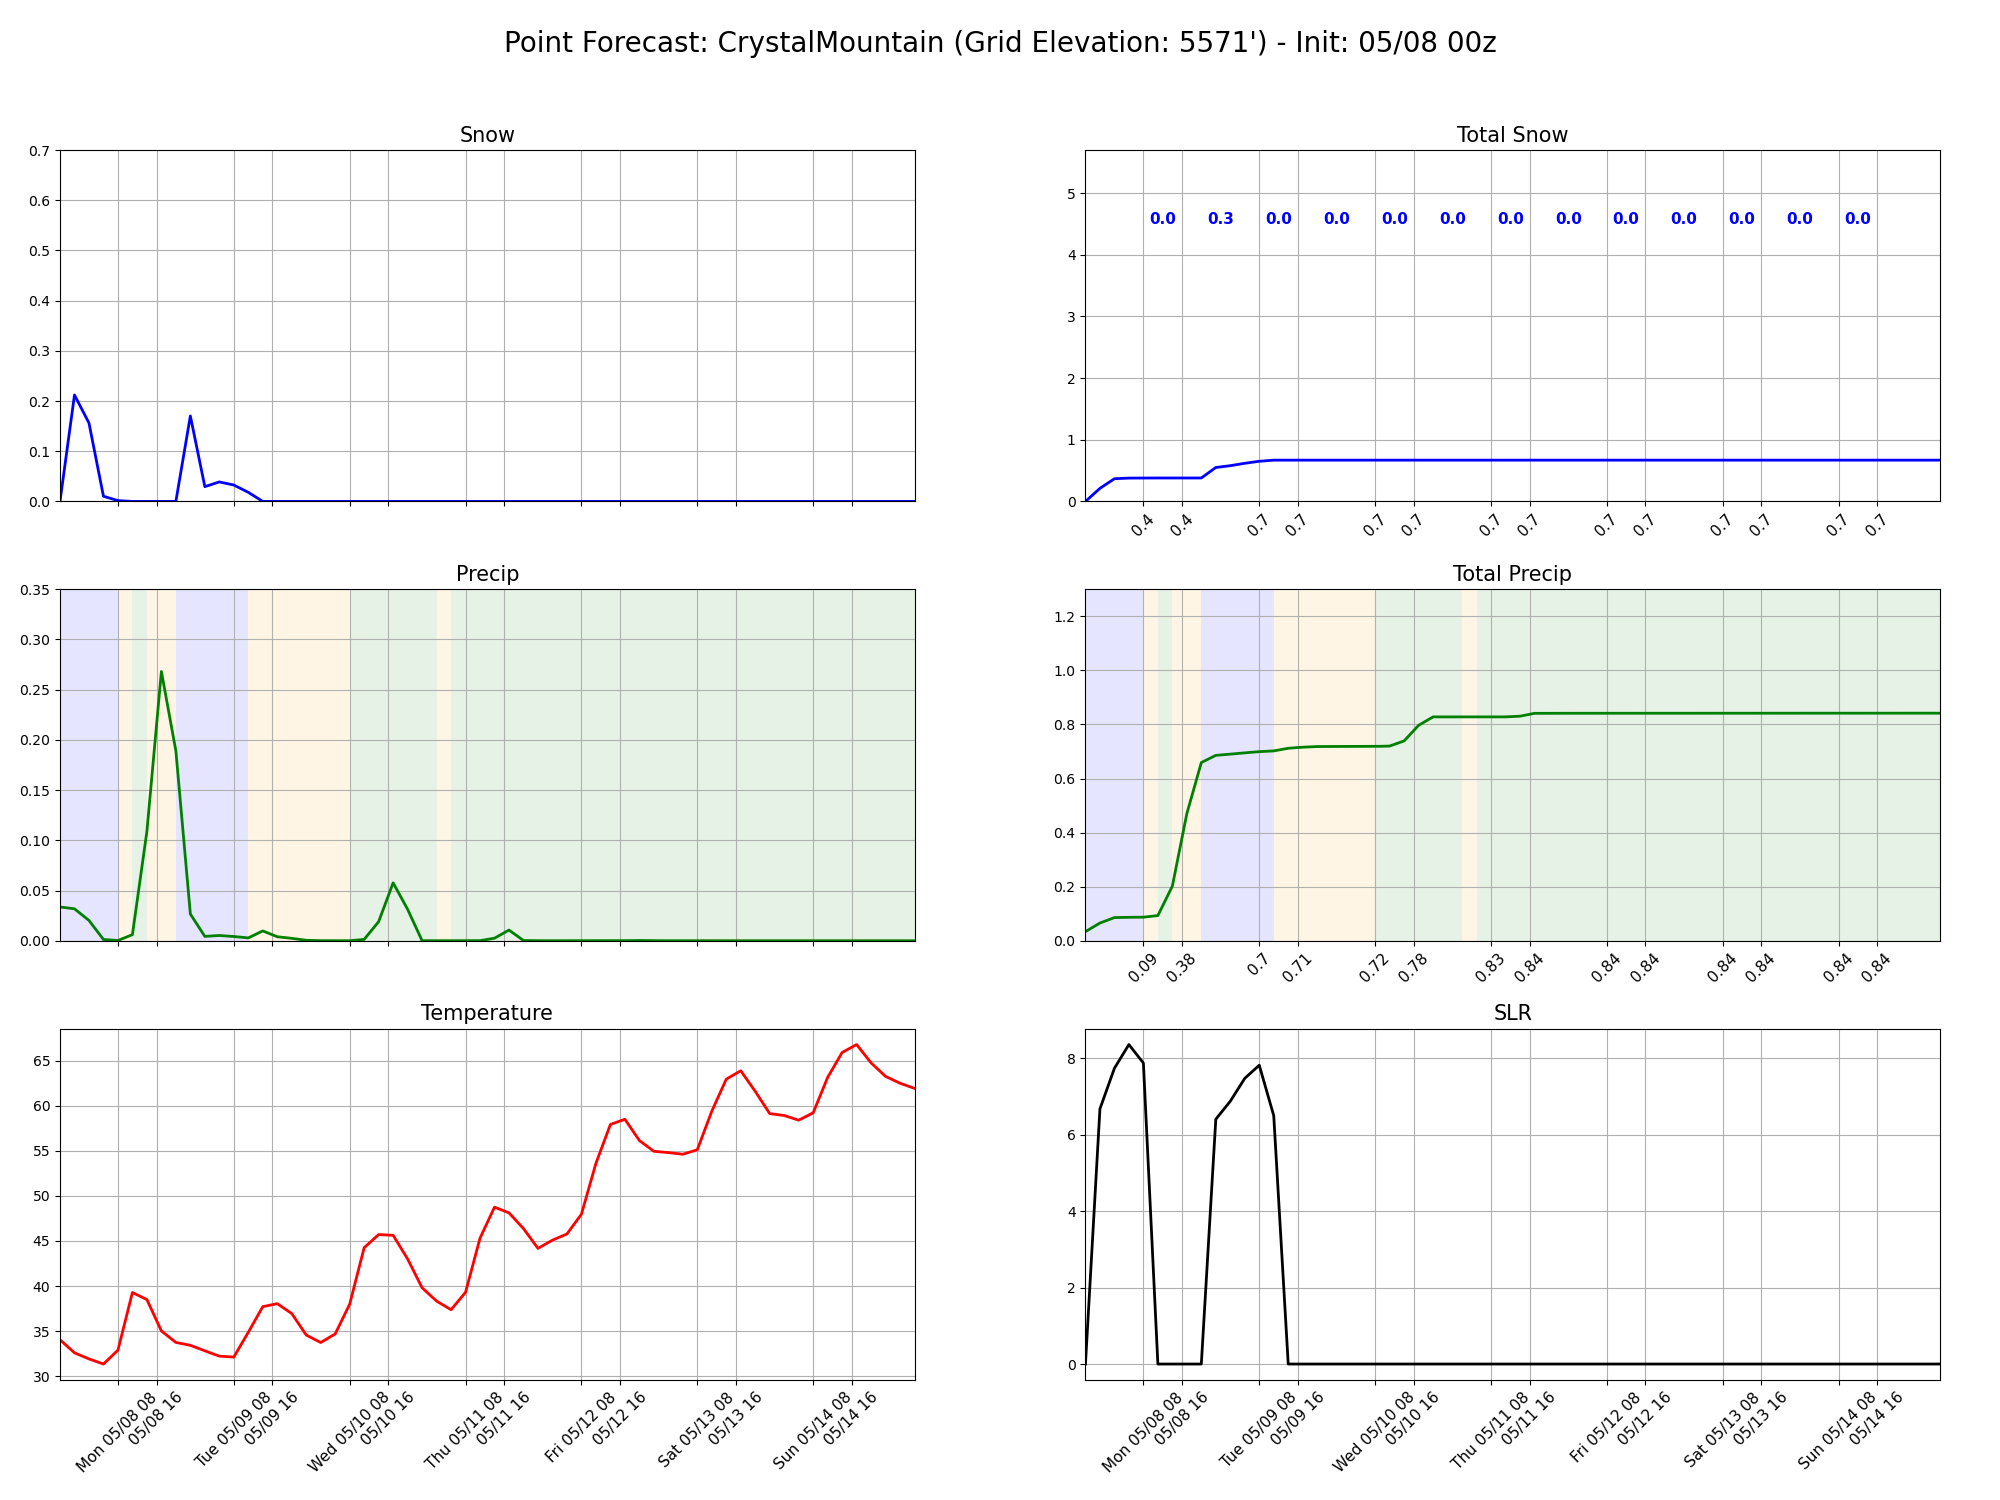 Point Forecast: CrystalMountain (Grid Elevation: 5571') - Init: 05/08 00z
Snow
0.7
0.6
0.5
0.4
0.3
0.2
0.1
0.0
Total Snow
5
4
3
2
1
0
0.0 0.3 0.0 0.0 0.0 0.0 0.0 0.0 0.0 0.0 0.0 0.0 0.0
0.4 0.4 0.7 0.7 0.7 0.7 0.7 0.7 0.7 0.7 0.7 0.7 0.7 0.7
Precip
0.35
0.30
0.25
0.20
0.15
0.10
0.05
0.00
Total Precip
1.2
1.0
0.8
0.6
0.4
0.2
0.0
0.09 0.38 0.7 0.71 0.72 0.78 0.83 0.84 0.84 0.84 0.84 0.84 0.84 0.84
Temperature
65
60
55
50
45
40
35
30
Mon 05/08 08
05/08 16
Tue 05/09 08
05/09 16
Wed 05/10 08
05/10 16
Thu 05/11 08
05/11 16
Fri 05/12 08
05/12 16
Sat 05/13 08
05/13 16
Sun 05/14 08
05/14 16
SLR
8
6
4
2
0
Mon 05/08 08
05/08 16
Tue 05/09 08
05/09 16
Wed 05/10 08
05/10 16
Thu 05/11 08
05/11 16
Fri 05/12 08
05/12 16
Sat 05/13 08
05/13 16
Sun 05/14 08
05/14 16